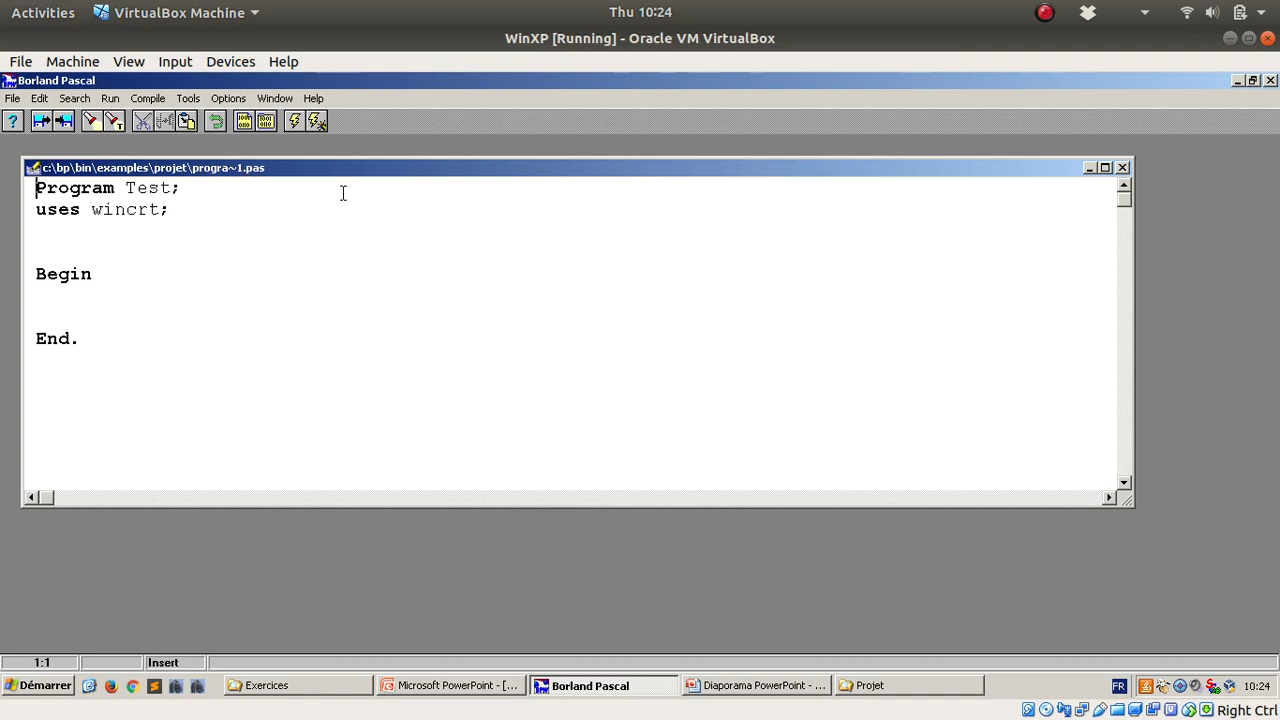 Activities VirtualBox Machine Thu 10:24
WinXP [Running] - Oracle VM VirtualBox
File Machine View Input Devices Help
Borland Pascal
File Edit Search Run Compile Tools Options Window Help
c:\bp\bin\examples\projet\progra~1.pas
Program Test;
uses wincrt;
Begin
End.
1:1 Insert
Démarrer Exercices Microsoft PowerPoint - [... Borland Pascal Diaporama PowerPoint - ... Projet FR 10:24
Right Ctrl